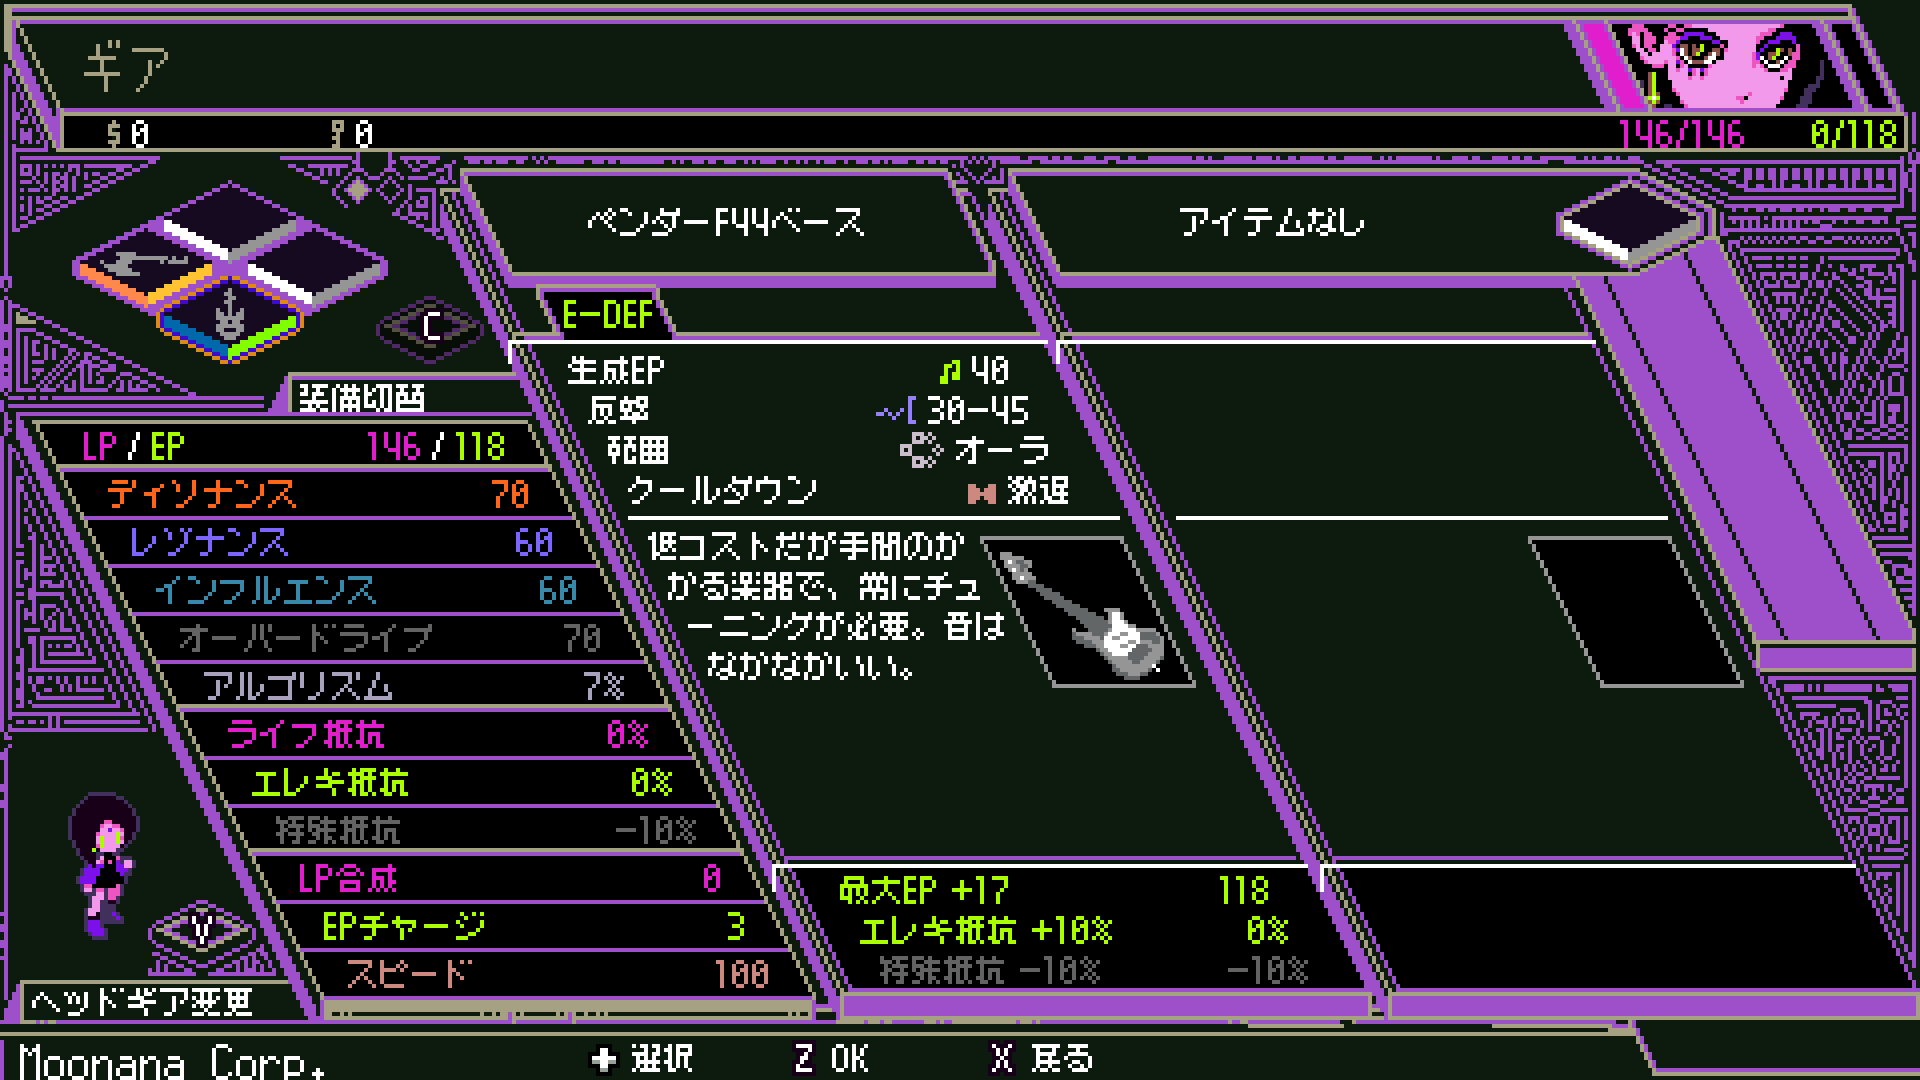 ギア
$0
0
146/146 0/118
ベンダーF44ベース
アイテムなし
C
E-DEF
装備切替
生成EP 40
反響 30-45
範囲 オーラ
クールダウン 激遅
低コストだが手間のか
かる楽器で、常にチュ
ーニングが必要。音は
なかなかいい。
LP/EP 146/118
ディソナンス 70
レゾナンス 60
インフルエンス 60
オーバードライブ 70
アルゴリズム 7%
ライフ抵抗 0%
エレキ抵抗 0%
特殊抵抗 -10%
LP合成 0
EPチャージ 3
スピード 100
最大EP +17 118
エレキ抵抗 +10% 0%
特殊抵抗 -10% -10%
V
ヘッドギア変更
Moonana Corp.
選択 Z OK X 戻る